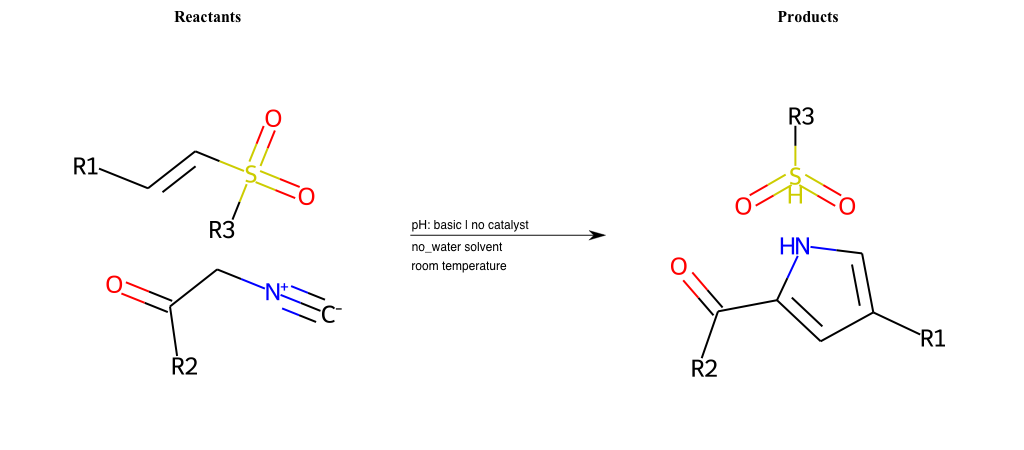 Reactants
Products
R1
O
S
O
R3
O
N+
C-
R2
pH: basic | no catalyst
no_water solvent
room temperature
R3
S
H
O
O
HN
O
R1
R2